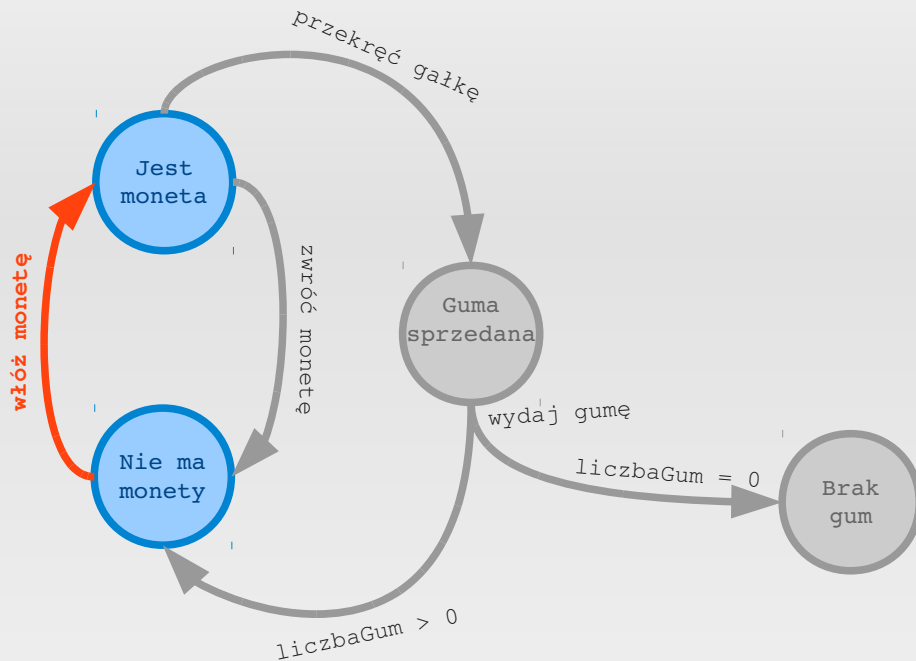 przekręć gałkę
Jest
moneta
włóż monetę
zwróć monetę
Guma
sprzedana
wydaj gumę
Nie ma
monety
liczbaGum = 0
Brak
gum
liczbaGum > 0